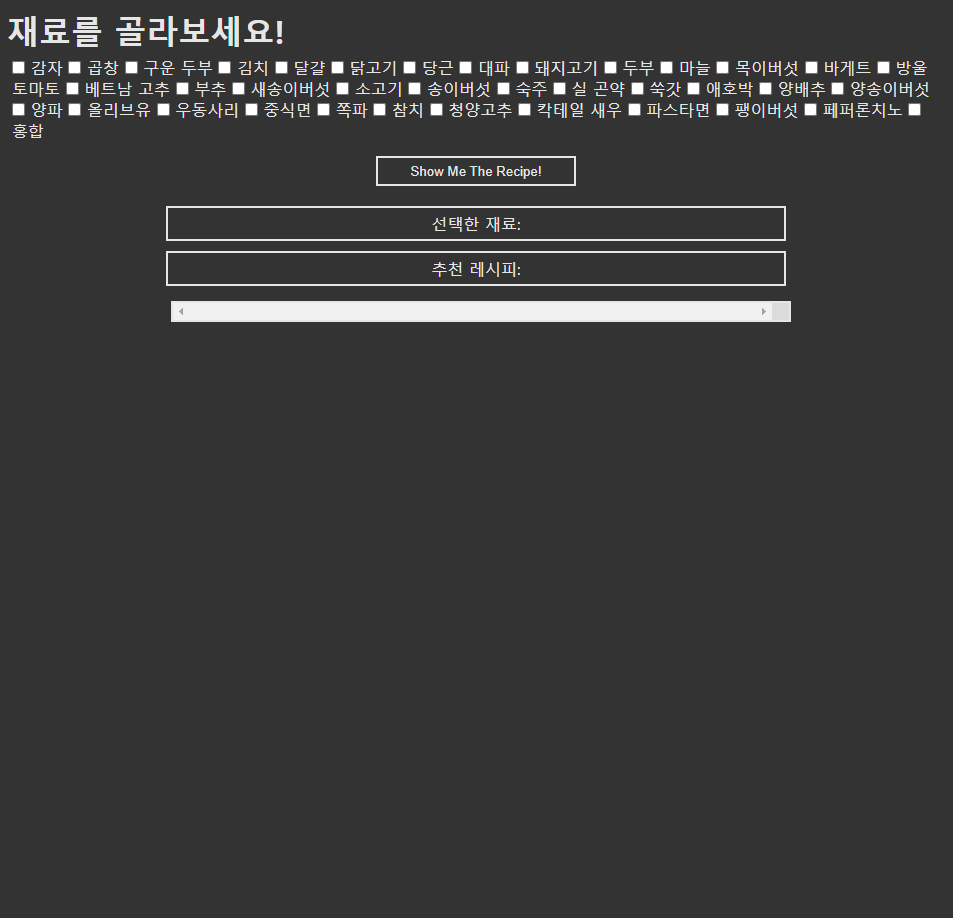 재료를 골라보세요!
감자 곱창 구운 두부 김치 달걀 닭고기 당근 대파 돼지고기 두부 마늘 목이버섯 바게트 방울
토마토 베트남 고추 부추 새송이버섯 소고기 송이버섯 숙주 실 곤약 쑥갓 애호박 양배추 양송이버섯
양파 올리브유 우동사리 중식면 쪽파 참치 청양고추 칵테일 새우 파스타면 팽이버섯 페퍼론치노
홍합
Show Me The Recipe!
선택한 재료:
추천 레시피: